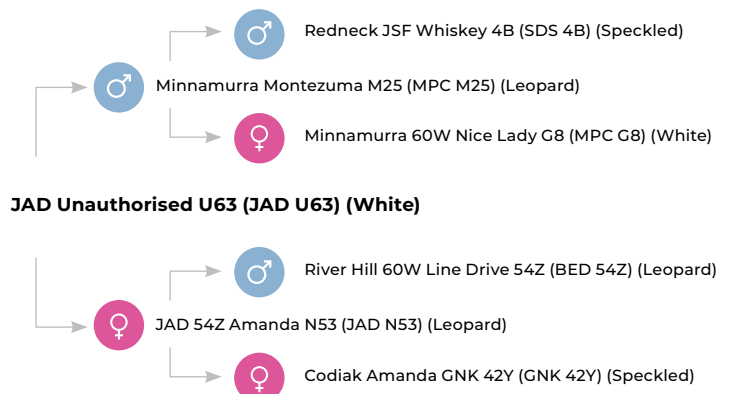 Redneck JSF Whiskey 4B (SDS 4B) (Speckled)
Minnamurra Montezuma M25 (MPC M25) (Leopard)
Minnamurra 60W Nice Lady G8 (MPC G8) (White)
JAD Unauthorised U63 (JAD U63) (White)
River Hill 60W Line Drive 54Z (BED 54Z) (Leopard)
JAD 54Z Amanda N53 (JAD N53) (Leopard)
Codiak Amanda GNK 42Y (GNK 42Y) (Speckled)